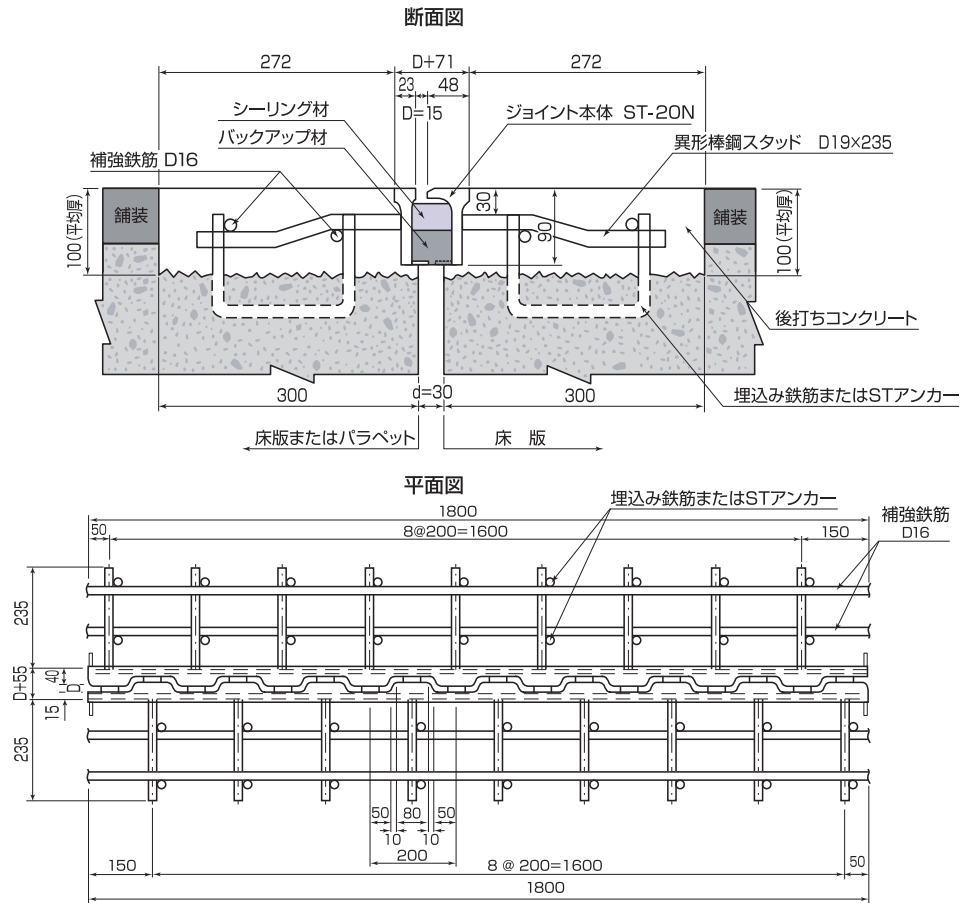 断面図
272
D+71
272
23
48
D=15
シーリング材
バックアップ材
補強鉄筋 D16
ジョイント本体 ST-20N
異形棒鋼スタッド D19×235
舗装
舗装
30
90
100(平均厚)
100(平均厚)
後打ちコンクリート
埋込み鉄筋またはSTアンカー
300
d=30
300
床版またはパラペット
床 版
平面図
1800
埋込み鉄筋またはSTアンカー
補強鉄筋
D16
50
8@200=1600
150
235
D+55
40
D
15
235
50
80
50
10
10
200
150
8 @ 200=1600
50
1800